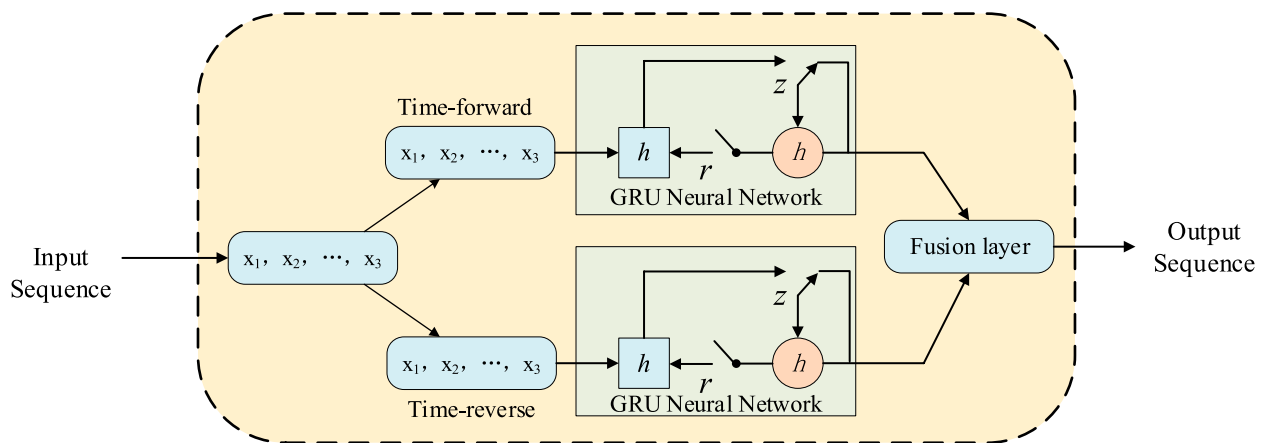 Input
Sequence
x₁, x₂, ⋯, x₃
Time-forward
x₁, x₂, ⋯, x₃
h
r
z
h
GRU Neural Network
x₁, x₂, ⋯, x₃
Time-reverse
h
r
z
h
GRU Neural Network
Fusion layer
Output
Sequence